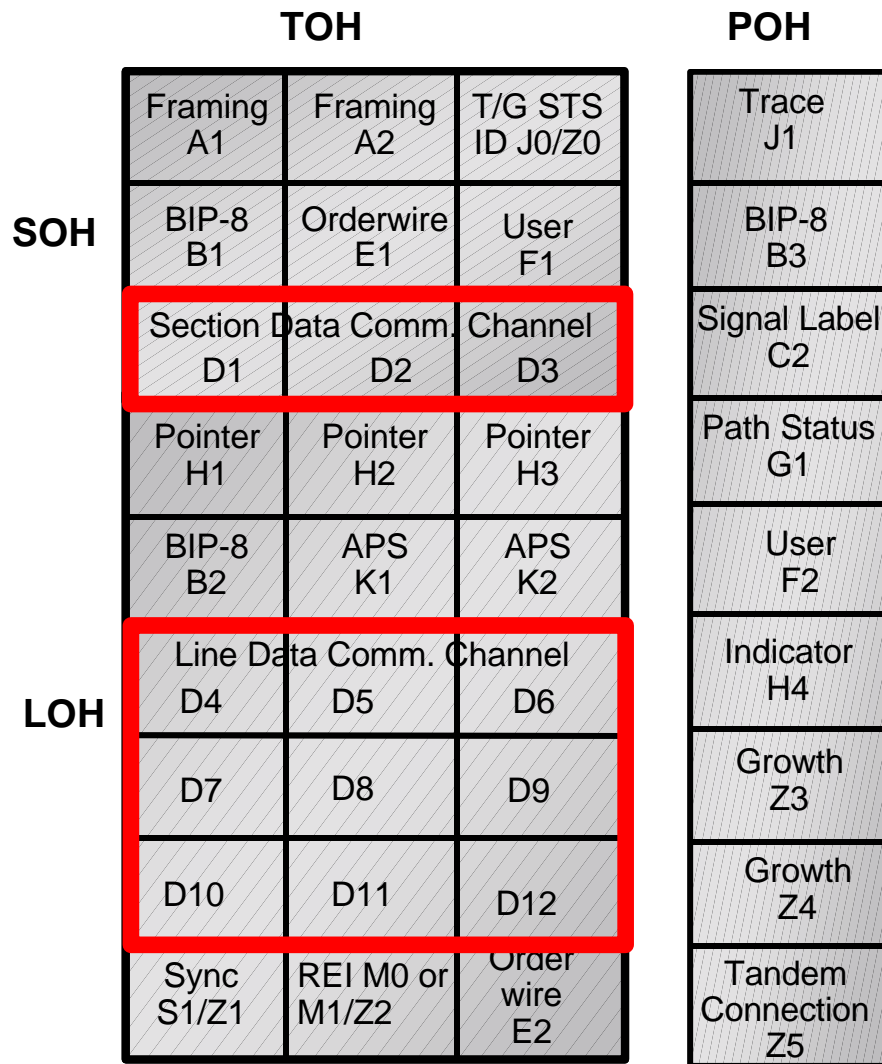 TOH
POH
Framing
A1
Framing
A2
T/G STS
ID J0/Z0
Trace
J1
SOH
BIP-8
B1
Orderwire
E1
User
F1
BIP-8
B3
Section Data Comm. Channel
D1
D2
D3
Signal Label
C2
Pointer
H1
Pointer
H2
Pointer
H3
Path Status
G1
BIP-8
B2
APS
K1
APS
K2
User
F2
LOH
Line Data Comm. Channel
D4
D5
D6
Indicator
H4
D7
D8
D9
Growth
Z3
D10
D11
D12
Growth
Z4
Sync
S1/Z1
REI M0 or
M1/Z2
Order
wire
E2
Tandem
Connection
Z5